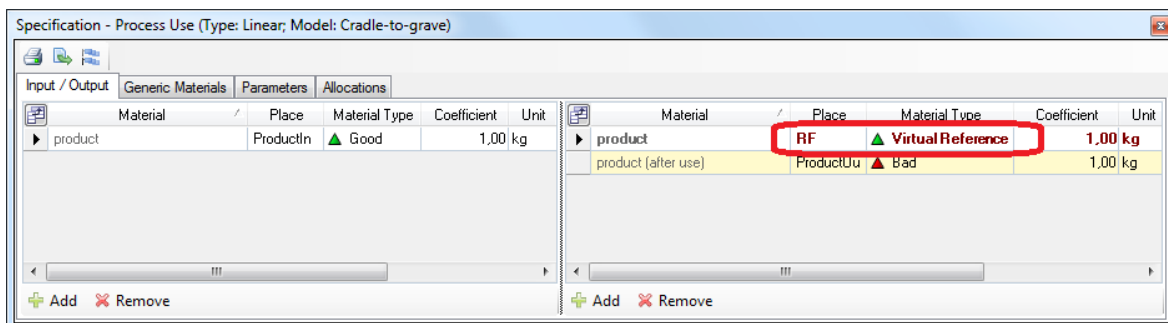 Specification - Process Use (Type: Linear; Model: Cradle-to-grave)
Input / Output Generic Materials Parameters Allocations
Material Place Material Type Coefficient Unit Material Place Material Type Coefficient Unit
product ProductIn Good 1,00 kg product RF Virtual Reference 1,00 kg
product (after use) ProductOu Bad 1,00 kg
Add Remove Add Remove